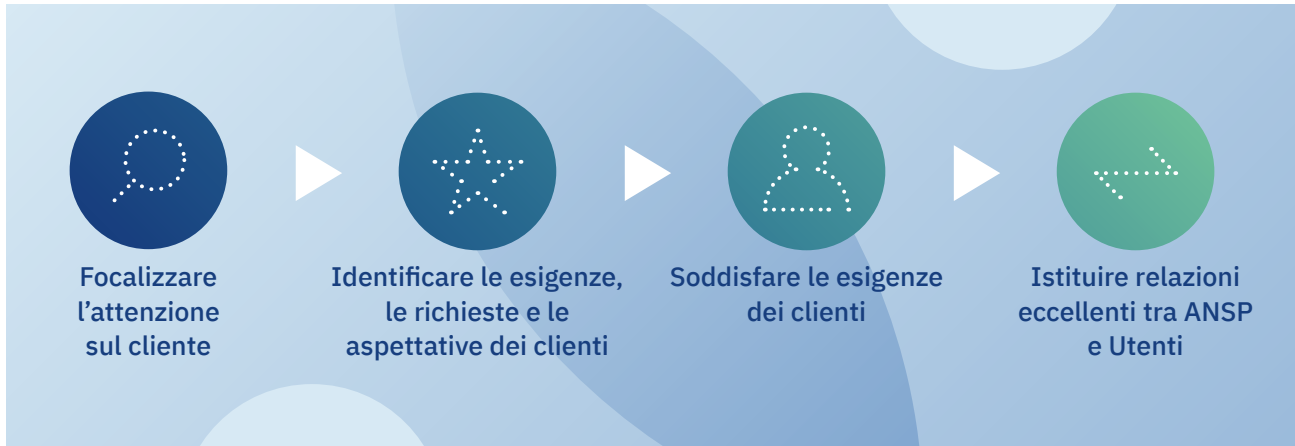 Focalizzare
l’attenzione
sul cliente
Identificare le esigenze,
le richieste e le
aspettative dei clienti
Soddisfare le esigenze
dei clienti
Istituire relazioni
eccellenti tra ANSP
e Utenti